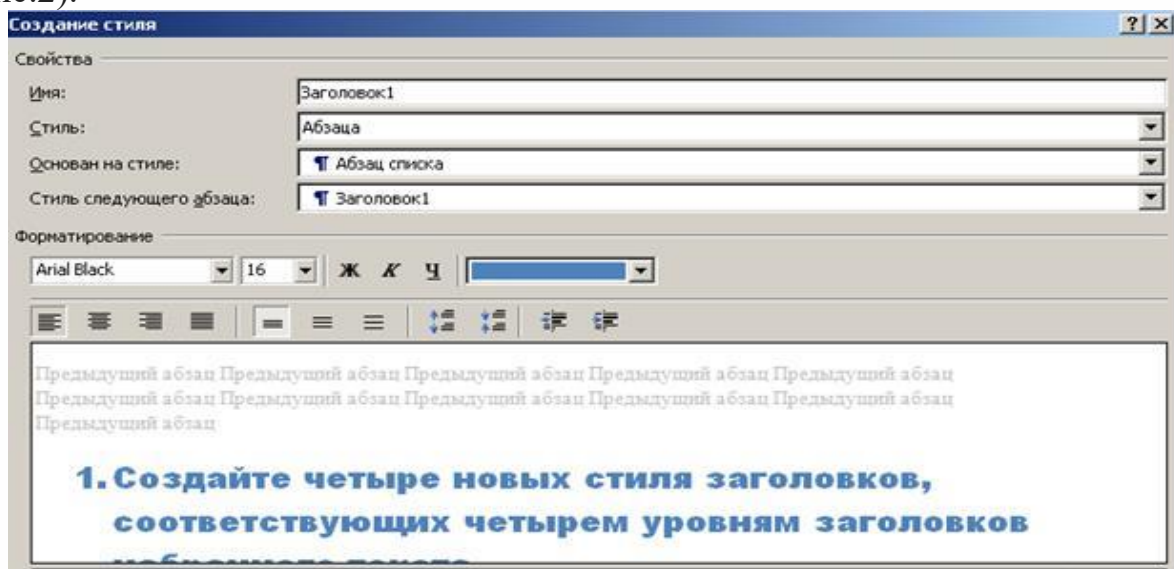 Создание стиля
Свойства
Имя: Заголовок1
Стиль: Абзаца
Основан на стиле: ¶ Абзац списка
Стиль следующего абзаца: ¶ Заголовок1
Форматирование
Arial Black 16 Ж К Ч
Предыдущий абзац Предыдущий абзац Предыдущий абзац Предыдущий абзац Предыдущий абзац
Предыдущий абзац Предыдущий абзац Предыдущий абзац Предыдущий абзац Предыдущий абзац
Предыдущий абзац
1. Создайте четыре новых стиля заголовков,
соответствующих четырем уровням заголовков